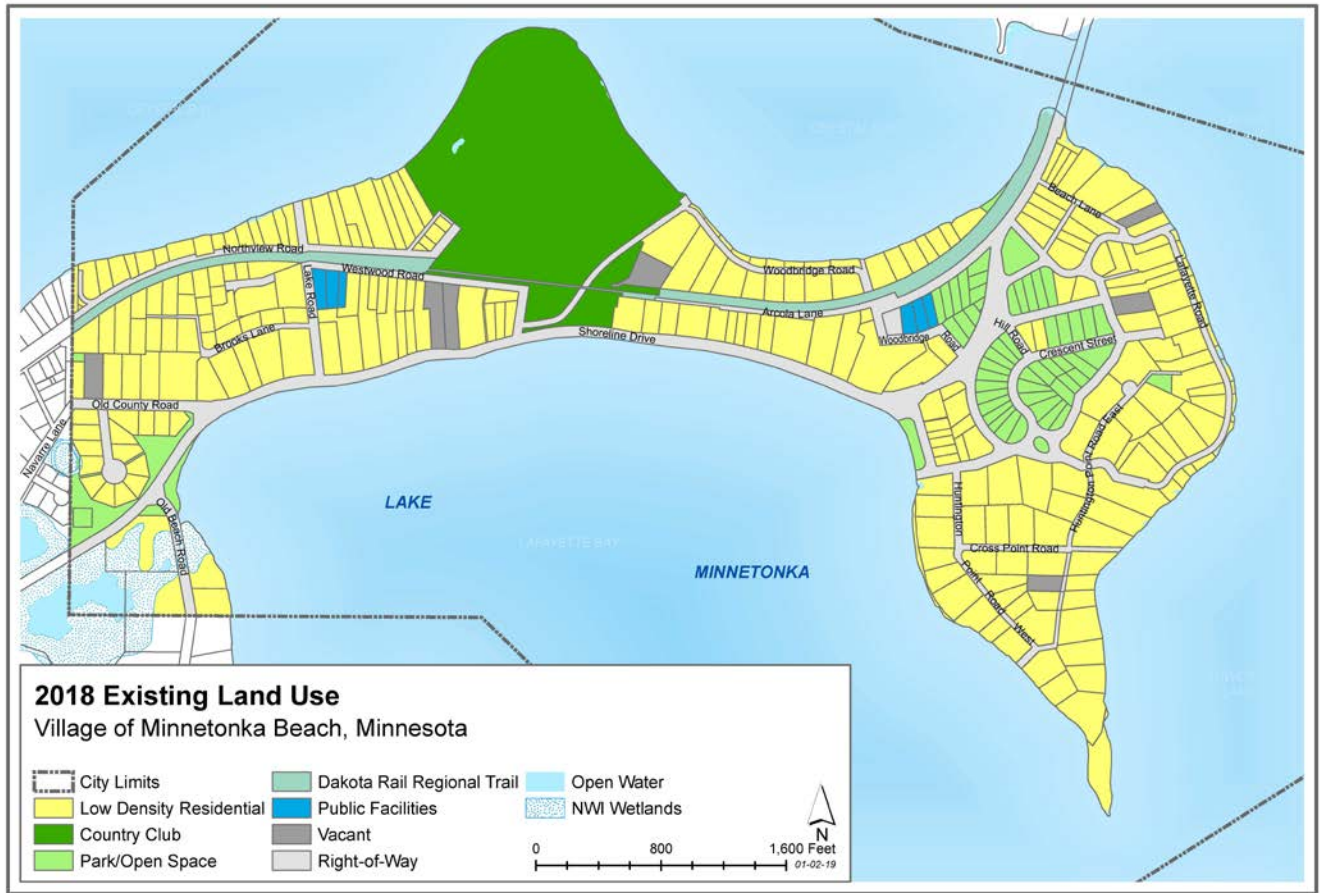 Beach Lane
Northview Road
Lafayette Road
Westwood Road
Woodbridge Road
Lake Road
Arcola Lane
Hill Road
Brooks Lane
Shoreline Drive
Woodbridge
Road
Crescent Street
Old County Road
Navarre Lane
Huntington Point Road East
LAKE
Old Beach Road
Huntington
LAFAYETTE BAY
Cross Point Road
MINNETONKA
Point
Road
West
2018 Existing Land Use
Village of Minnetonka Beach, Minnesota
City Limits
Low Density Residential
Country Club
Park/Open Space
Dakota Rail Regional Trail
Public Facilities
Vacant
Right-of-Way
Open Water
NWI Wetlands
N
0 800 1,600 Feet
01-02-19